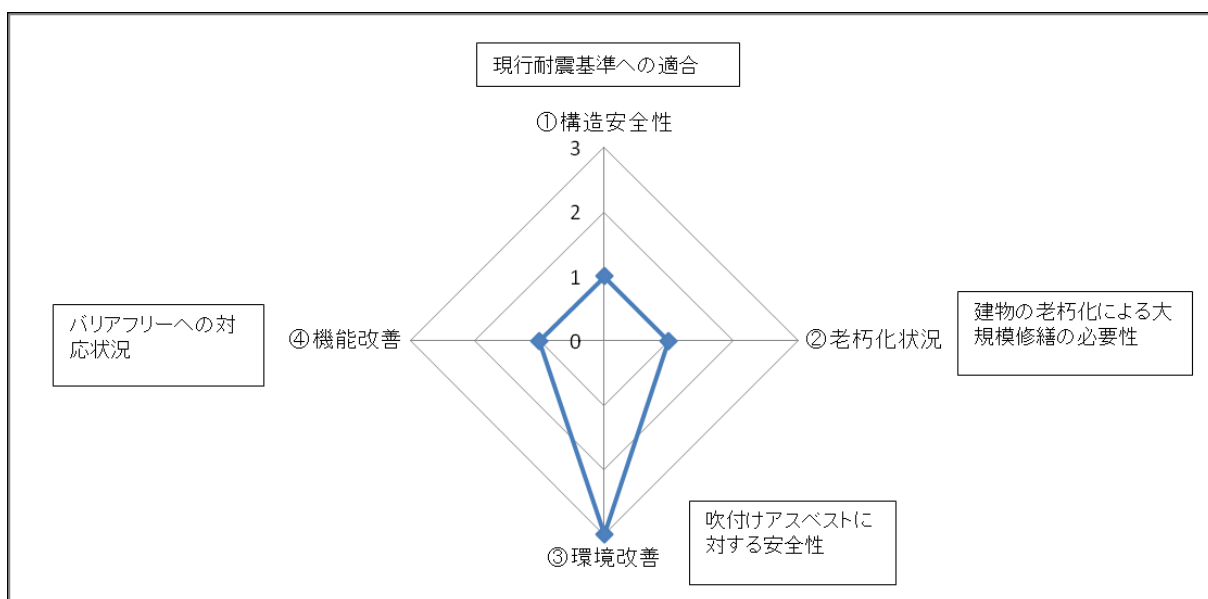 現行耐震基準への適合
①構造安全性
3
2
1
0
バリアフリーへの対
応状況
④機能改善
②老朽化状況
建物の老朽化による大
規模修繕の必要性
吹付けアスベストに
対する安全性
③環境改善